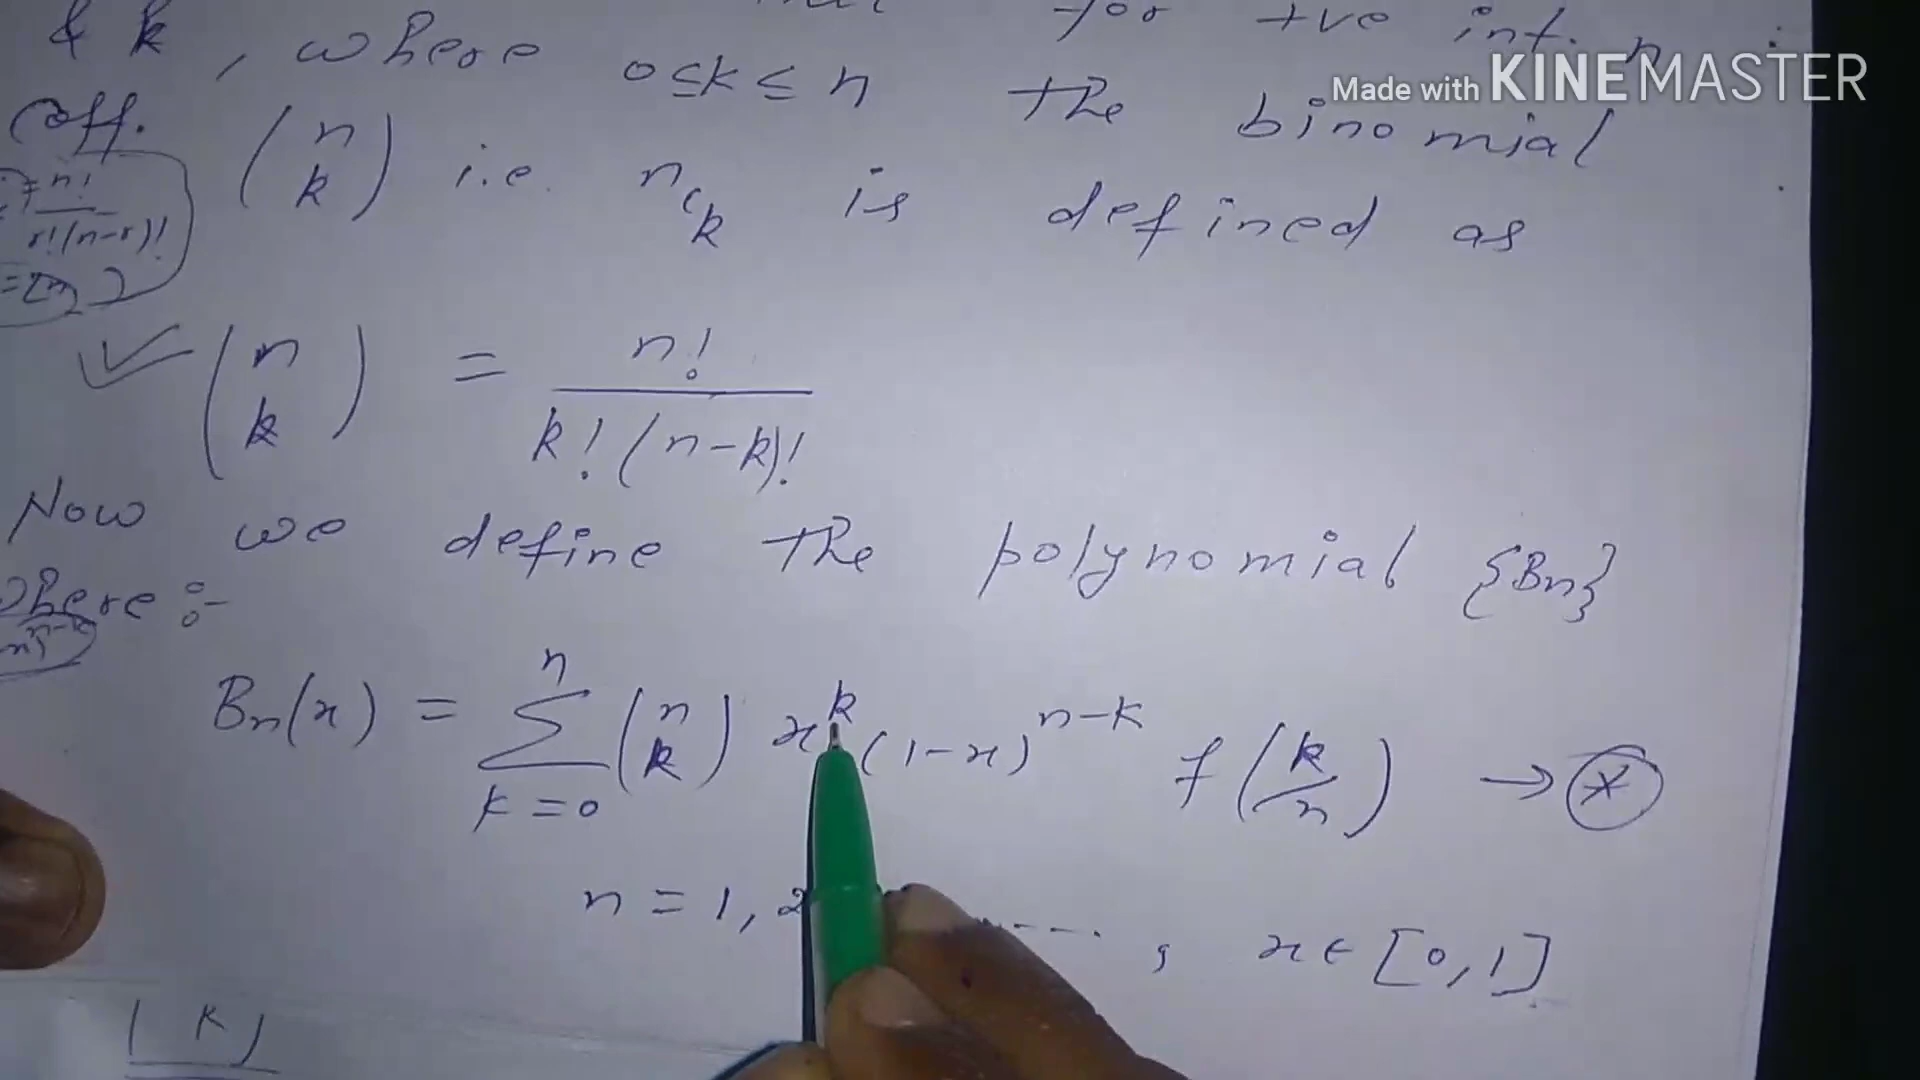 for +ve int. n
& k, where 0≤k≤n the binomial
Made with KINEMASTER
Coff. (n k) i.e. nCk is defined as
=n!/r!(n-r)!
(n k) = n!/k!(n-k)!
Now we define the polynomial {Bn}
where :-
Bn(x) = Σ_{k=0}^{n} (n k) x^k (1-x)^{n-k} f(k/n) → *
n = 1, 2 ----- , x ∈ [0,1]